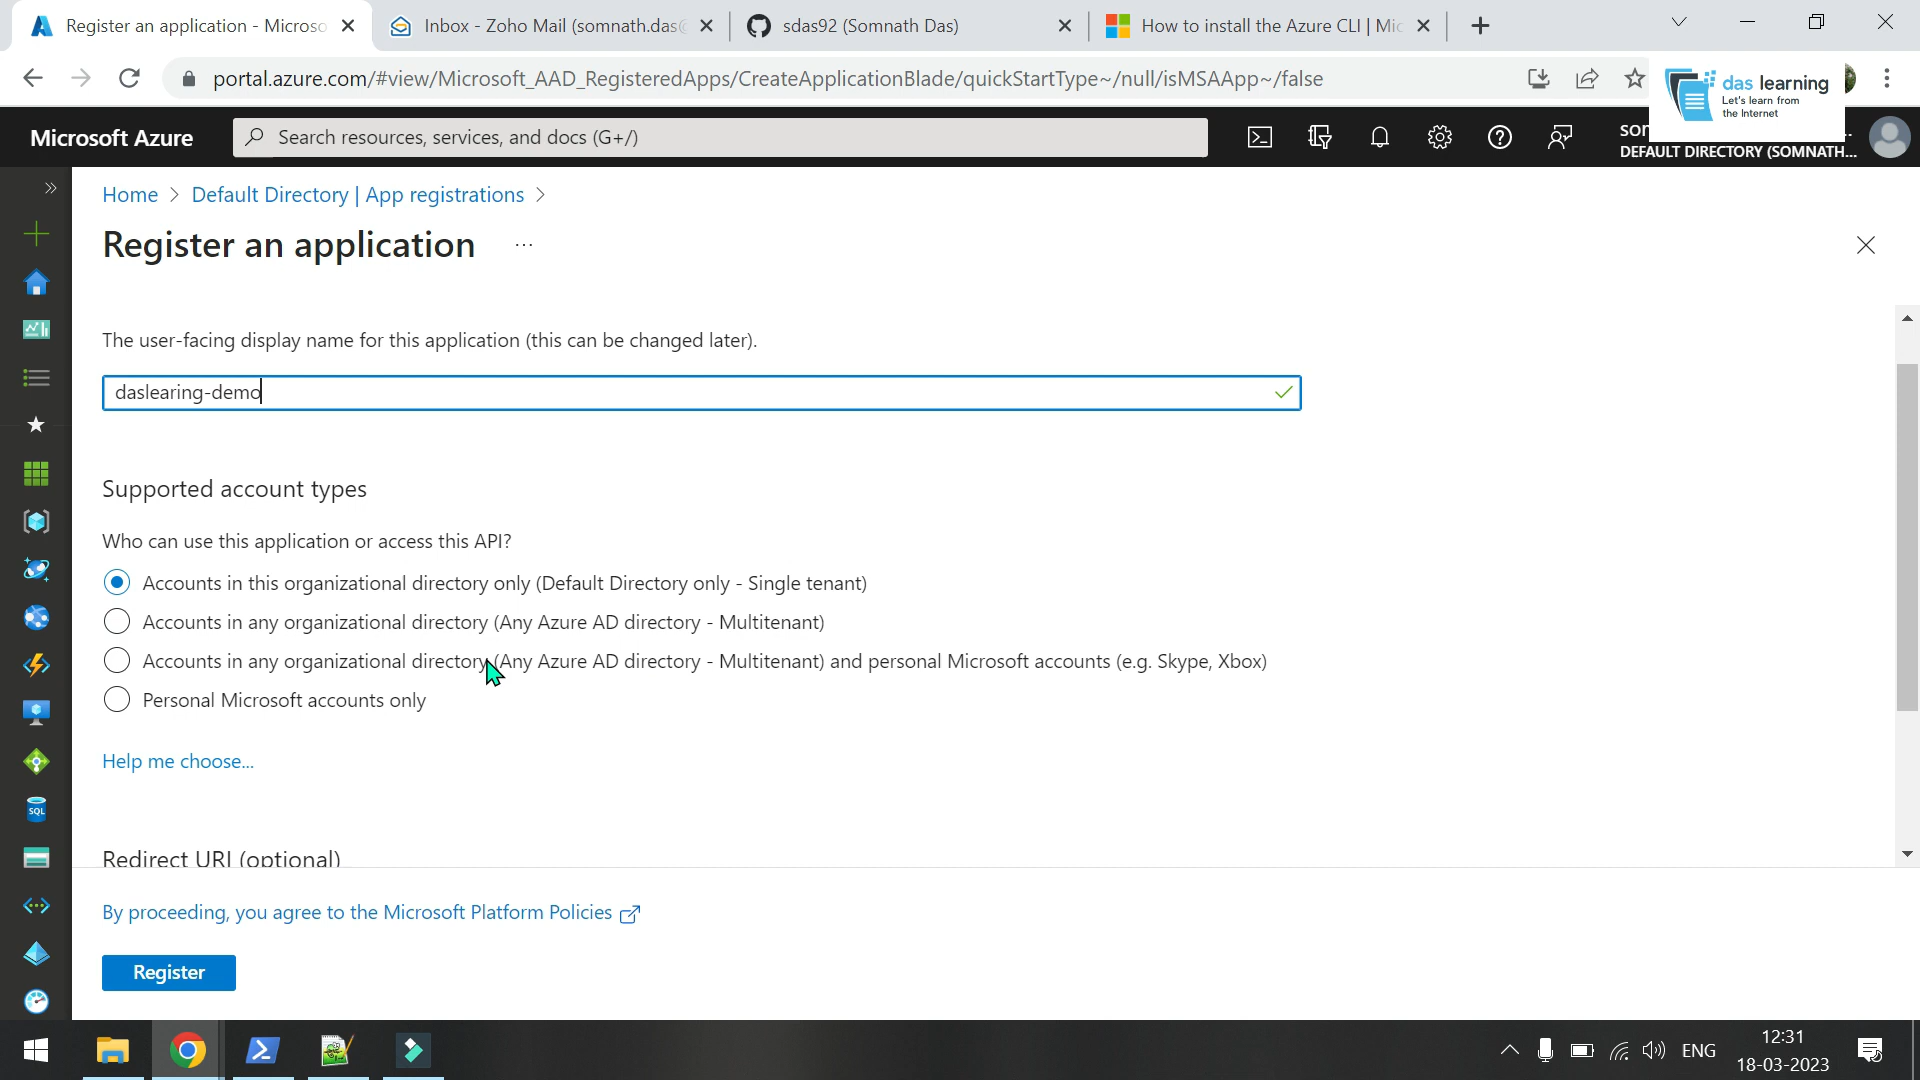 Register an application - Microso
Inbox - Zoho Mail (somnath.das@
sdas92 (Somnath Das)
How to install the Azure CLI | Mic
portal.azure.com/#view/Microsoft_AAD_RegisteredApps/CreateApplicationBlade/quickStartType~/null/isMSAApp~/false
das learning
Let's learn from
the Internet
Microsoft Azure
Search resources, services, and docs (G+/)
DEFAULT DIRECTORY (SOMNATH...
Home > Default Directory | App registrations >
Register an application ...
The user-facing display name for this application (this can be changed later).
daslearing-demo
Supported account types
Who can use this application or access this API?
Accounts in this organizational directory only (Default Directory only - Single tenant)
Accounts in any organizational directory (Any Azure AD directory - Multitenant)
Accounts in any organizational directory (Any Azure AD directory - Multitenant) and personal Microsoft accounts (e.g. Skype, Xbox)
Personal Microsoft accounts only
Help me choose...
Redirect URI (optional)
By proceeding, you agree to the Microsoft Platform Policies
Register
SQL
ENG
12:31
18-03-2023